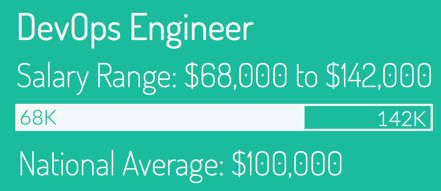 DevOps Engineer
Salary Range: $68,000 to $142,000
68K 142K
National Average: $100,000